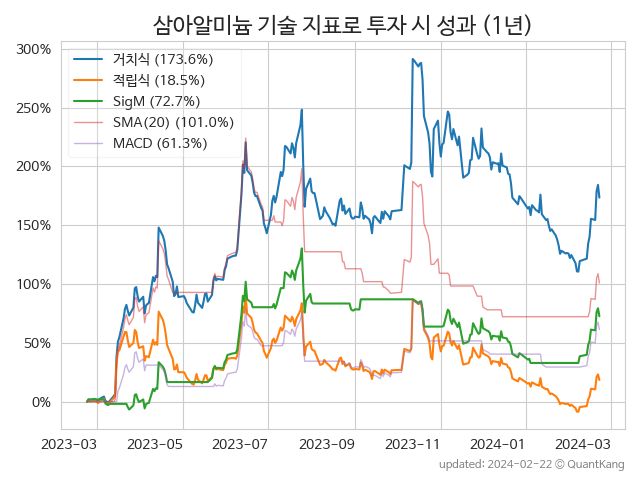 삼아알미늄 기술 지표로 투자 시 성과 (1년)
300%
250%
200%
150%
100%
50%
0%
거치식 (173.6%)
적립식 (18.5%)
SigM (72.7%)
SMA(20) (101.0%)
MACD (61.3%)
2023-03
2023-05
2023-07
2023-09
2023-11
2024-01
2024-03
updated: 2024-02-22 © QuantKang